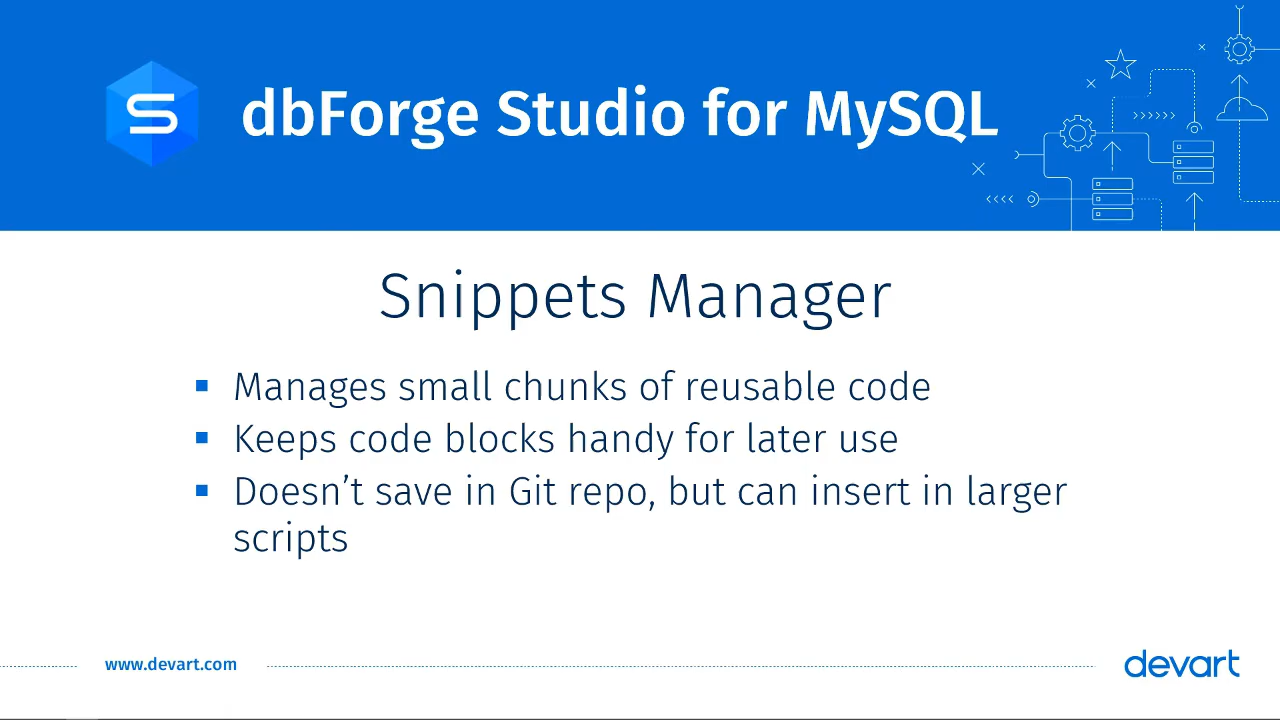 dbForge Studio for MySQL
Snippets Manager
▪ Manages small chunks of reusable code
▪ Keeps code blocks handy for later use
▪ Doesn’t save in Git repo, but can insert in larger
scripts
www.devart.com
devart